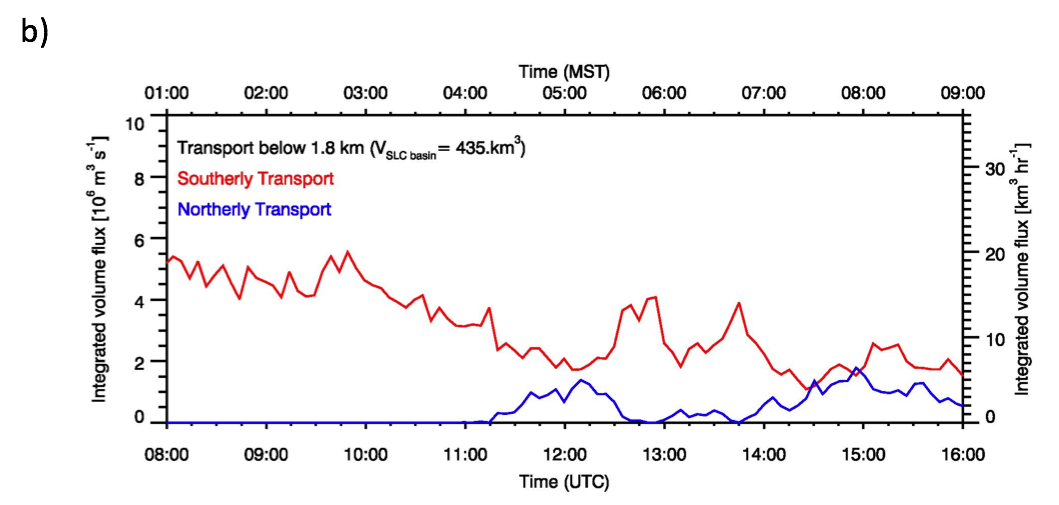 b)
Time (MST)
01:00 02:00 03:00 04:00 05:00 06:00 07:00 08:00 09:00
Integrated volume flux [10⁶ m³ s⁻¹]
10
8
6
4
2
0
Transport below 1.8 km (V_SLC basin = 435.km³)
Southerly Transport
Northerly Transport
30
20
10
0
Integrated volume flux [km³ hr⁻¹]
08:00 09:00 10:00 11:00 12:00 13:00 14:00 15:00 16:00
Time (UTC)